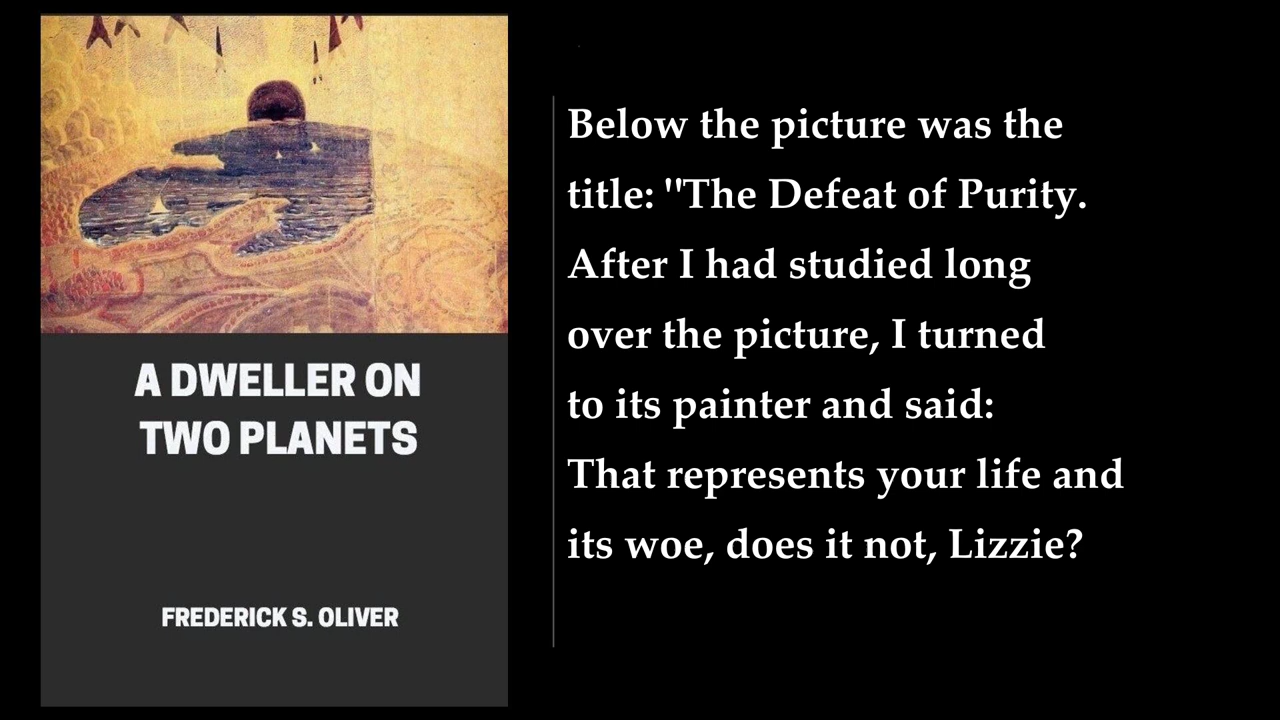 A DWELLER ON
TWO PLANETS
FREDERICK S. OLIVER
Below the picture was the
title: "The Defeat of Purity.
After I had studied long
over the picture, I turned
to its painter and said:
That represents your life and
its woe, does it not, Lizzie?